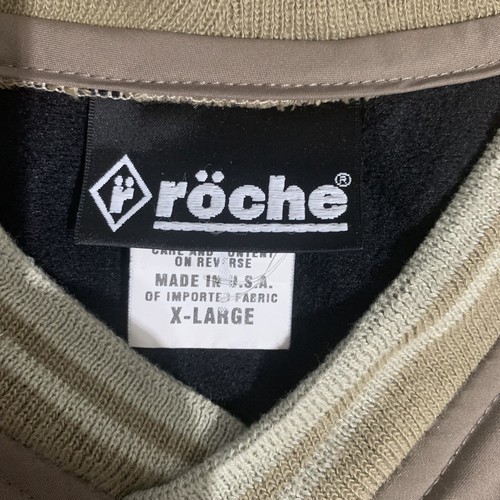 röche®
CARE AND CONTENT
ON REVERSE
MADE IN U.S.A.
OF IMPORTED FABRIC
X-LARGE